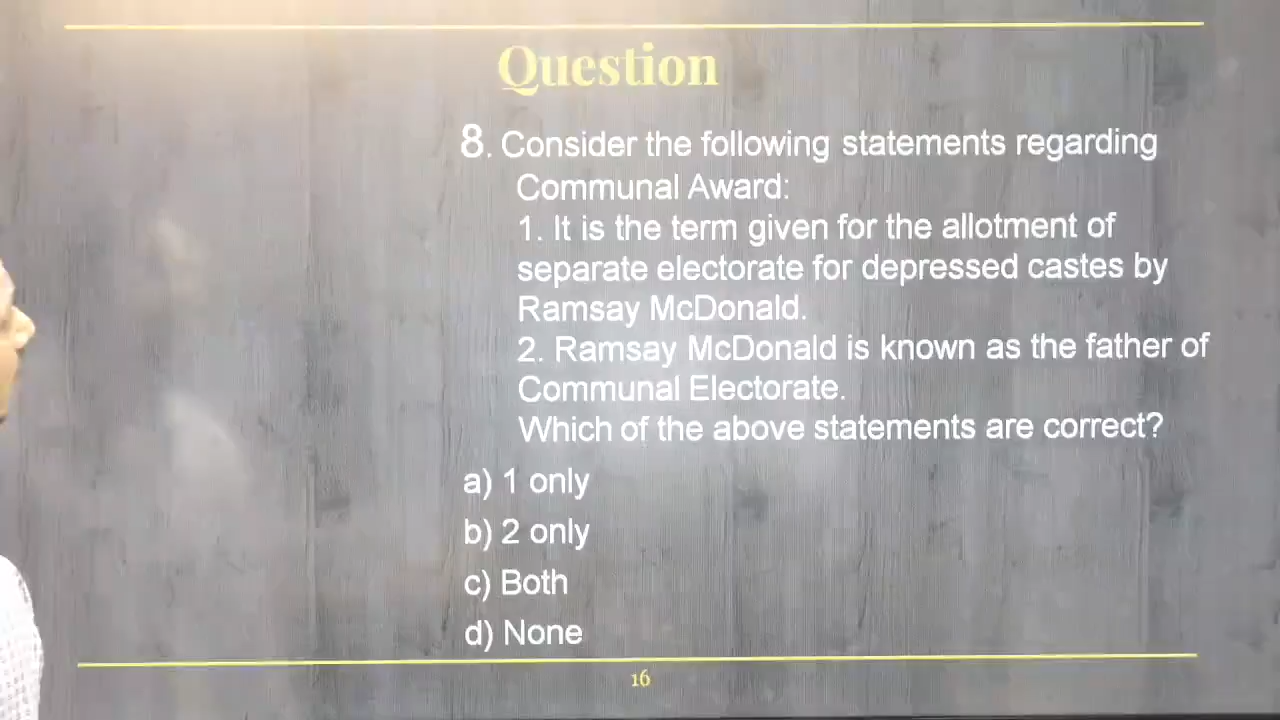 Question
8. Consider the following statements regarding
Communal Award:
1. It is the term given for the allotment of
separate electorate for depressed castes by
Ramsay McDonald.
2. Ramsay McDonald is known as the father of
Communal Electorate.
Which of the above statements are correct?
a) 1 only
b) 2 only
c) Both
d) None
16